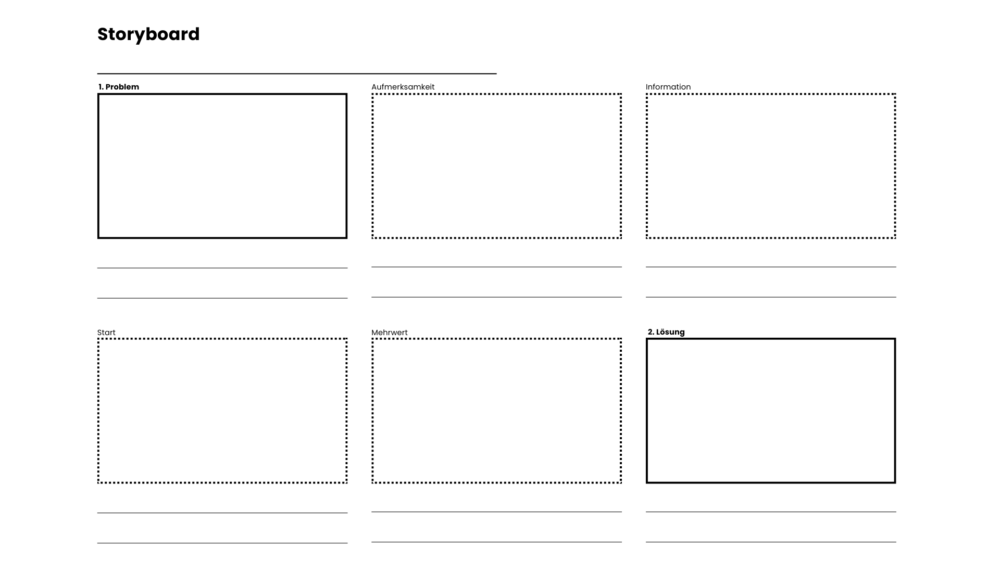 Storyboard
1. Problem
Aufmerksamkeit
Information
Start
Mehrwert
2. Lösung